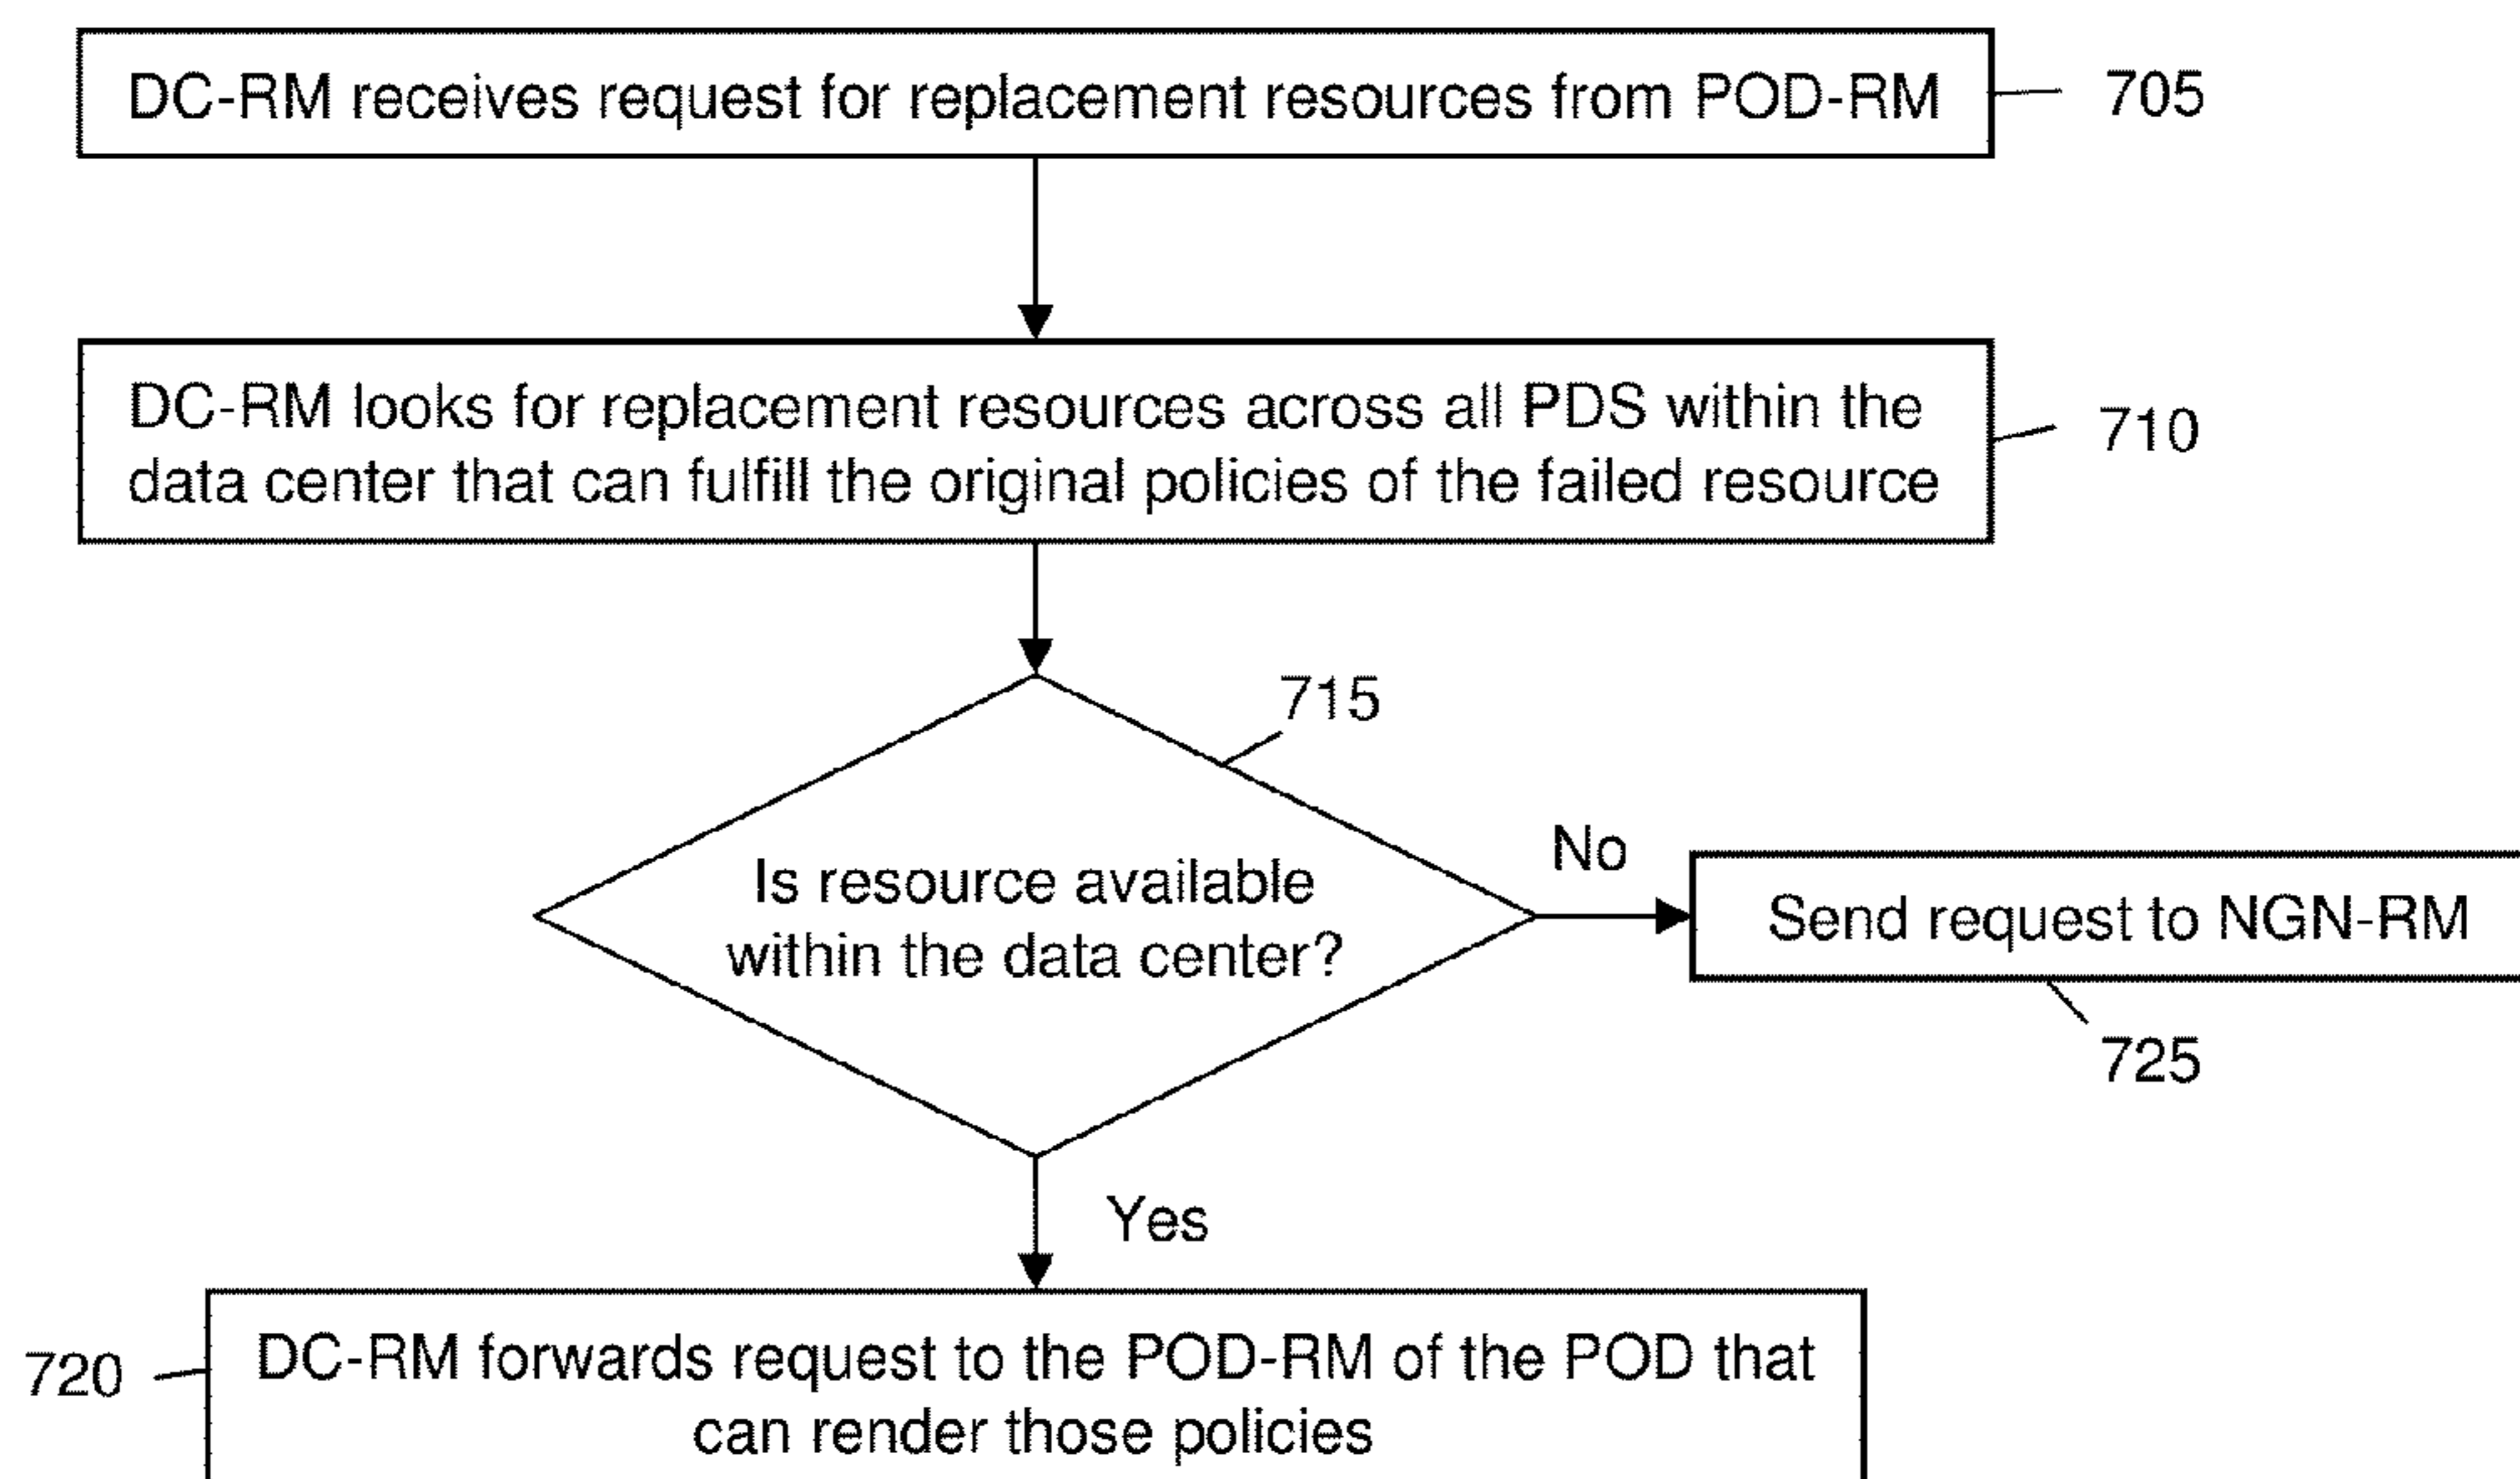 DC-RM receives request for replacement resources from POD-RM
705
DC-RM looks for replacement resources across all PDS within the
data center that can fulfill the original policies of the failed resource
710
715
Is resource available
within the data center?
No
Send request to NGN-RM
725
Yes
720
DC-RM forwards request to the POD-RM of the POD that
can render those policies